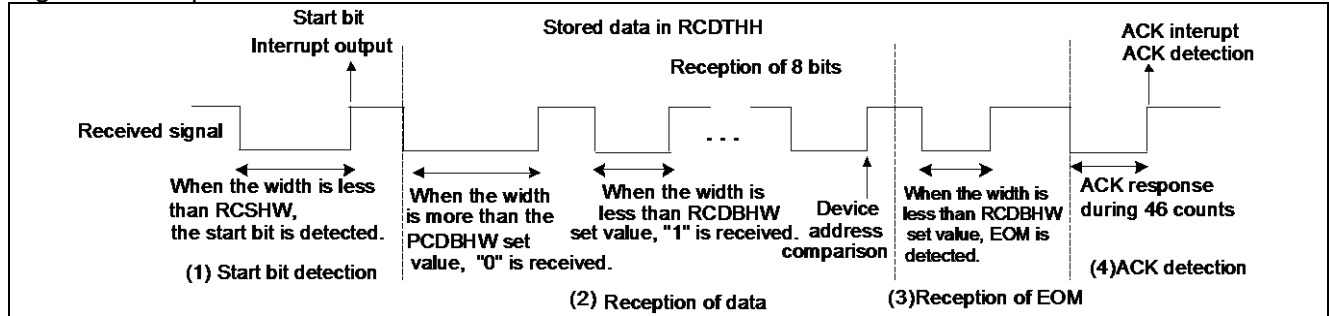 Start bit
Interrupt output
Stored data in RCDTHH
Reception of 8 bits
ACK interrupt
ACK detection
Received signal
. . .
When the width is less
than RCSHW,
the start bit is detected.
When the width
is more than the
PCDBHW set
value, "0" is received.
When the width is
less than RCDBHW
set value, "1" is received.
Device
address
comparison
When the width is
less than RCDBHW
set value, EOM is
detected.
ACK response
during 46 counts
(1) Start bit detection
(2) Reception of data
(3)Reception of EOM
(4)ACK detection